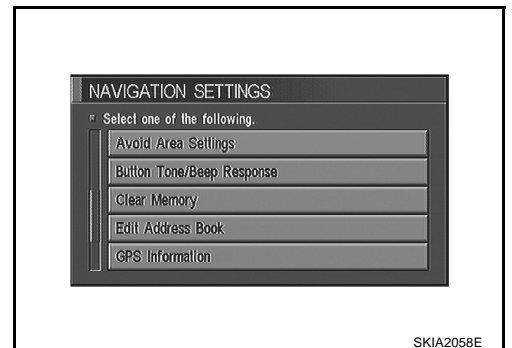 NAVIGATION SETTINGS
Select one of the following.
Avoid Area Settings
Button Tone/Beep Response
Clear Memory
Edit Address Book
GPS Information
SKIA2058E